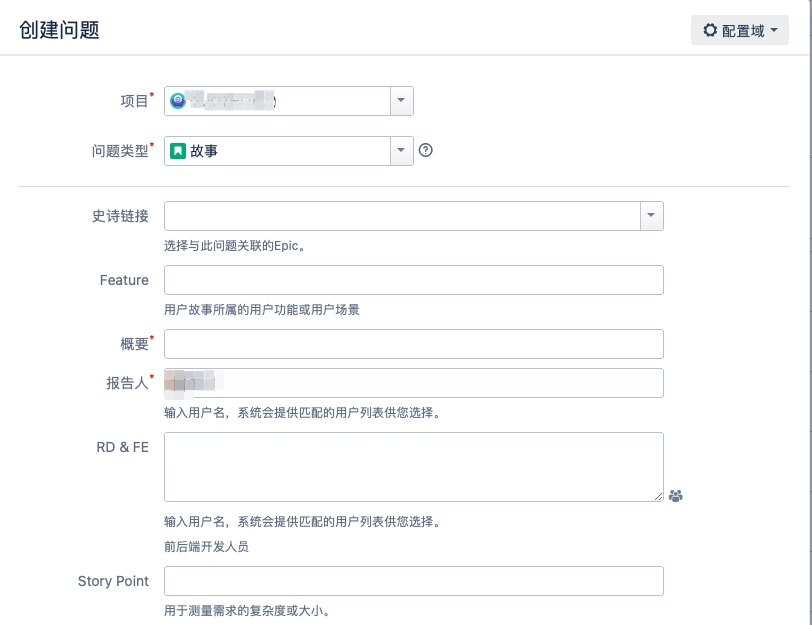 创建问题
配置域
项目*
问题类型*
故事
史诗链接
选择与此问题关联的Epic。
Feature
用户故事所属的用户功能或用户场景
概要*
报告人*
输入用户名，系统会提供匹配的用户列表供您选择。
RD & FE
输入用户名，系统会提供匹配的用户列表供您选择。
前后端开发人员
Story Point
用于测量需求的复杂度或大小。